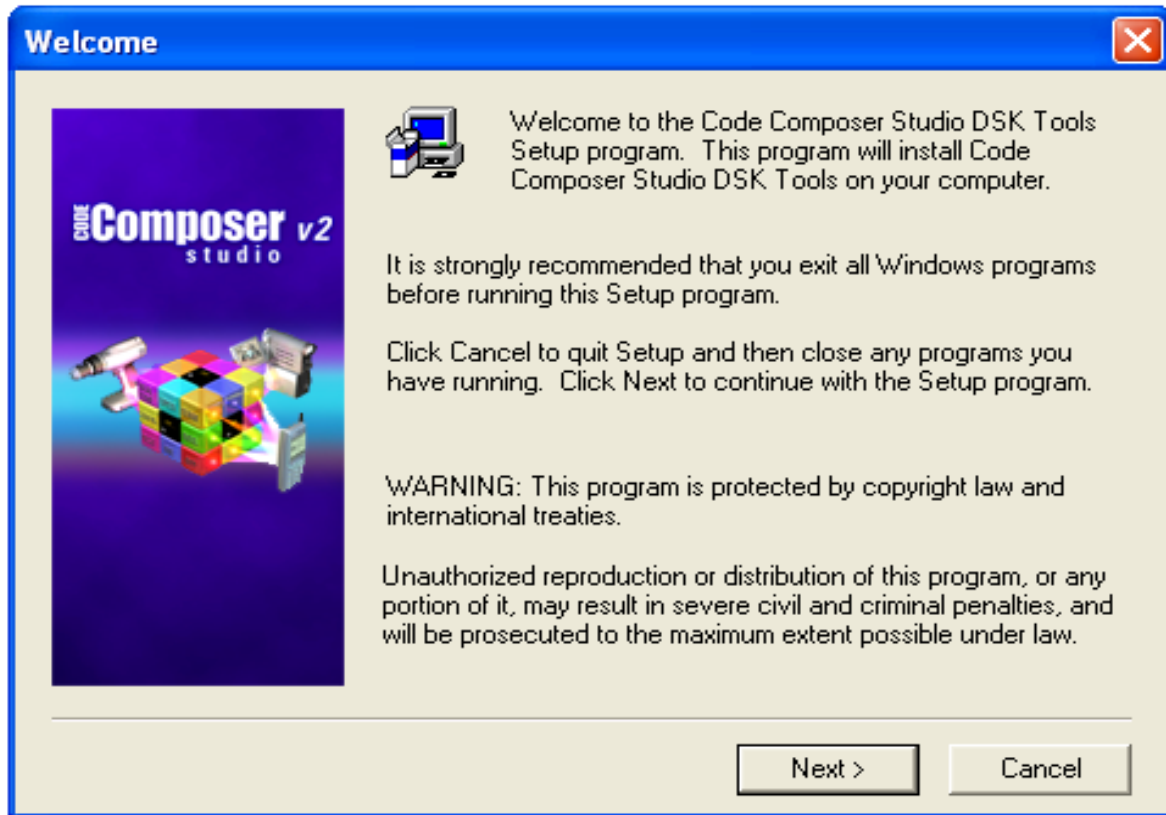 Welcome
CODE Composer v2
studio
Welcome to the Code Composer Studio DSK Tools
Setup program. This program will install Code
Composer Studio DSK Tools on your computer.
It is strongly recommended that you exit all Windows programs
before running this Setup program.
Click Cancel to quit Setup and then close any programs you
have running. Click Next to continue with the Setup program.
WARNING: This program is protected by copyright law and
international treaties.
Unauthorized reproduction or distribution of this program, or any
portion of it, may result in severe civil and criminal penalties, and
will be prosecuted to the maximum extent possible under law.
Next >
Cancel